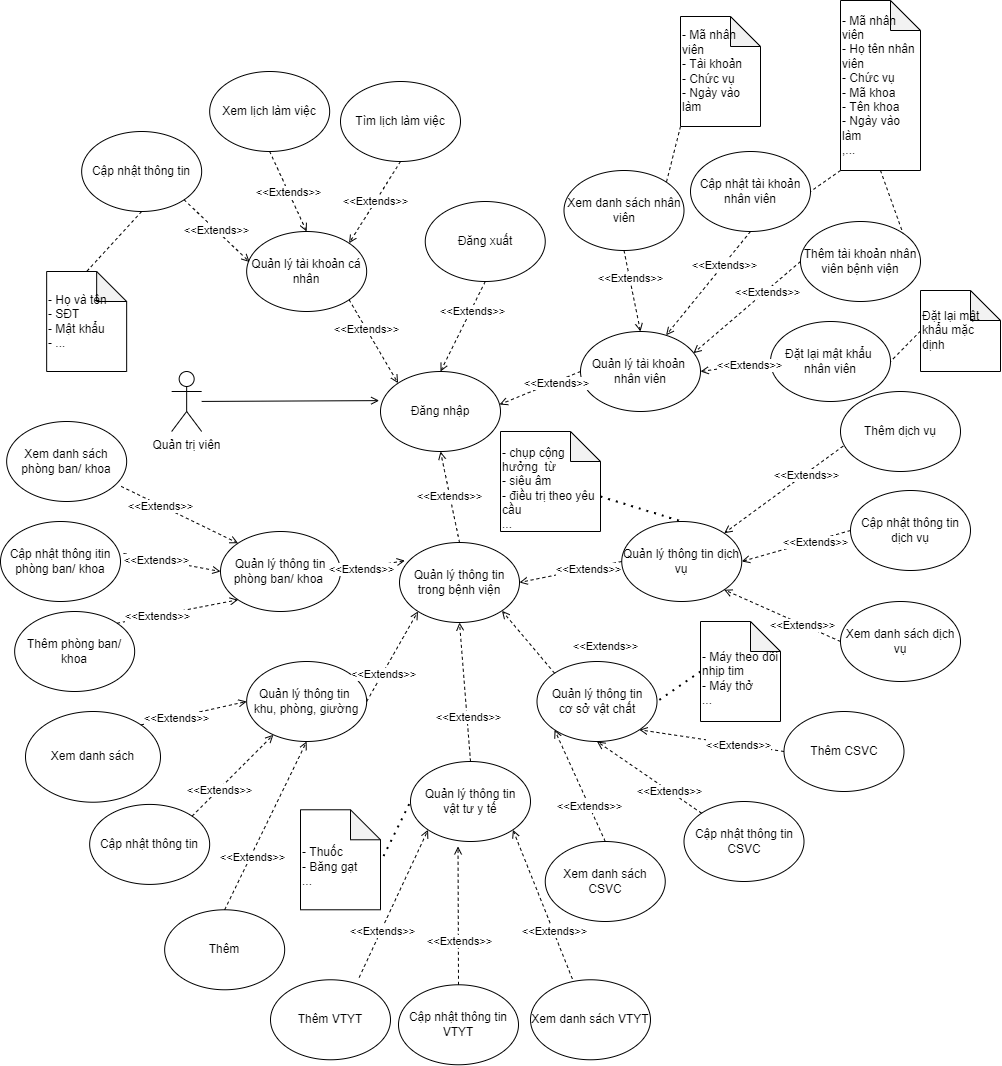 - Mã nhân
viên
- Họ tên nhân
viên
- Chức vụ
- Mã khoa
- Tên khoa
- Ngày vào
làm
,...
- Mã nhân
viên
- Tải khoản
- Chức vụ
- Ngày vào
làm
Xem lịch làm việc
Tìm lịch làm việc
Cập nhật thông tin
<<Extends>>
<<Extends>>
<<Extends>>
Quản lý tài khoản cá
nhân
- Họ và tên
- SĐT
- Mật khẩu
- ...
Đăng xuất
<<Extends>>
<<Extends>>
Xem danh sách nhân
viên
Cập nhật tải khoản
nhân viên
Thêm tài khoản nhân
viên bệnh viện
<<Extends>>
<<Extends>>
<<Extends>>
Đặt lại mật
khẩu mặc
dịnh
Đặt lại mật khẩu
nhân viên
<<Extends>>
Quản lý tải khoản
nhân viên
<<Extends>>
Đăng nhập
Quản trị viên
Xem danh sách
phòng ban/ khoa
<<Extends>>
Cập nhật thông itin
phòng ban/ khoa
<<Extends>>
Thêm phòng ban/
khoa
<<Extends>>
Quản lý thông tin
phòng ban/ khoa
<<Extends>>
<<Extends>>
Quản lý thông tin
trong bệnh viện
- chụp cộng
hưởng  từ
- siêu âm
- điều trị theo yêu
cầu
...
Thêm dịch vụ
<<Extends>>
Cập nhật thông tin
dịch vụ
<<Extends>>
Quản lý thông tin dịch
vụ
<<Extends>>
<<Extends>>
Xem danh sách dịch
vụ
Quản lý thông tin
khu, phòng, giường
<<Extends>>
Xem danh sách
<<Extends>>
Cập nhật thông tin
<<Extends>>
Thêm
<<Extends>>
<<Extends>>
Quản lý thông tin
vật tư y tế
- Thuốc
- Băng gạt
...
<<Extends>>
<<Extends>>
<<Extends>>
Thêm VTYT
Cập nhật thông tin
VTYT
Xem danh sách VTYT
<<Extends>>
Quản lý thông tin
cơ sở vật chất
- Máy theo dõi
nhịp tim
- Máy thở
...
<<Extends>>
Thêm CSVC
<<Extends>>
Cập nhật thông tin
CSVC
<<Extends>>
Xem danh sách
CSVC